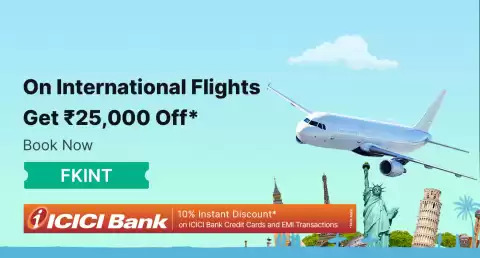 On International Flights
Get ₹25,000 Off*
Book Now
FKINT
ICICI Bank
10% Instant Discount*
on ICICI Bank Credit Cards and EMI Transactions